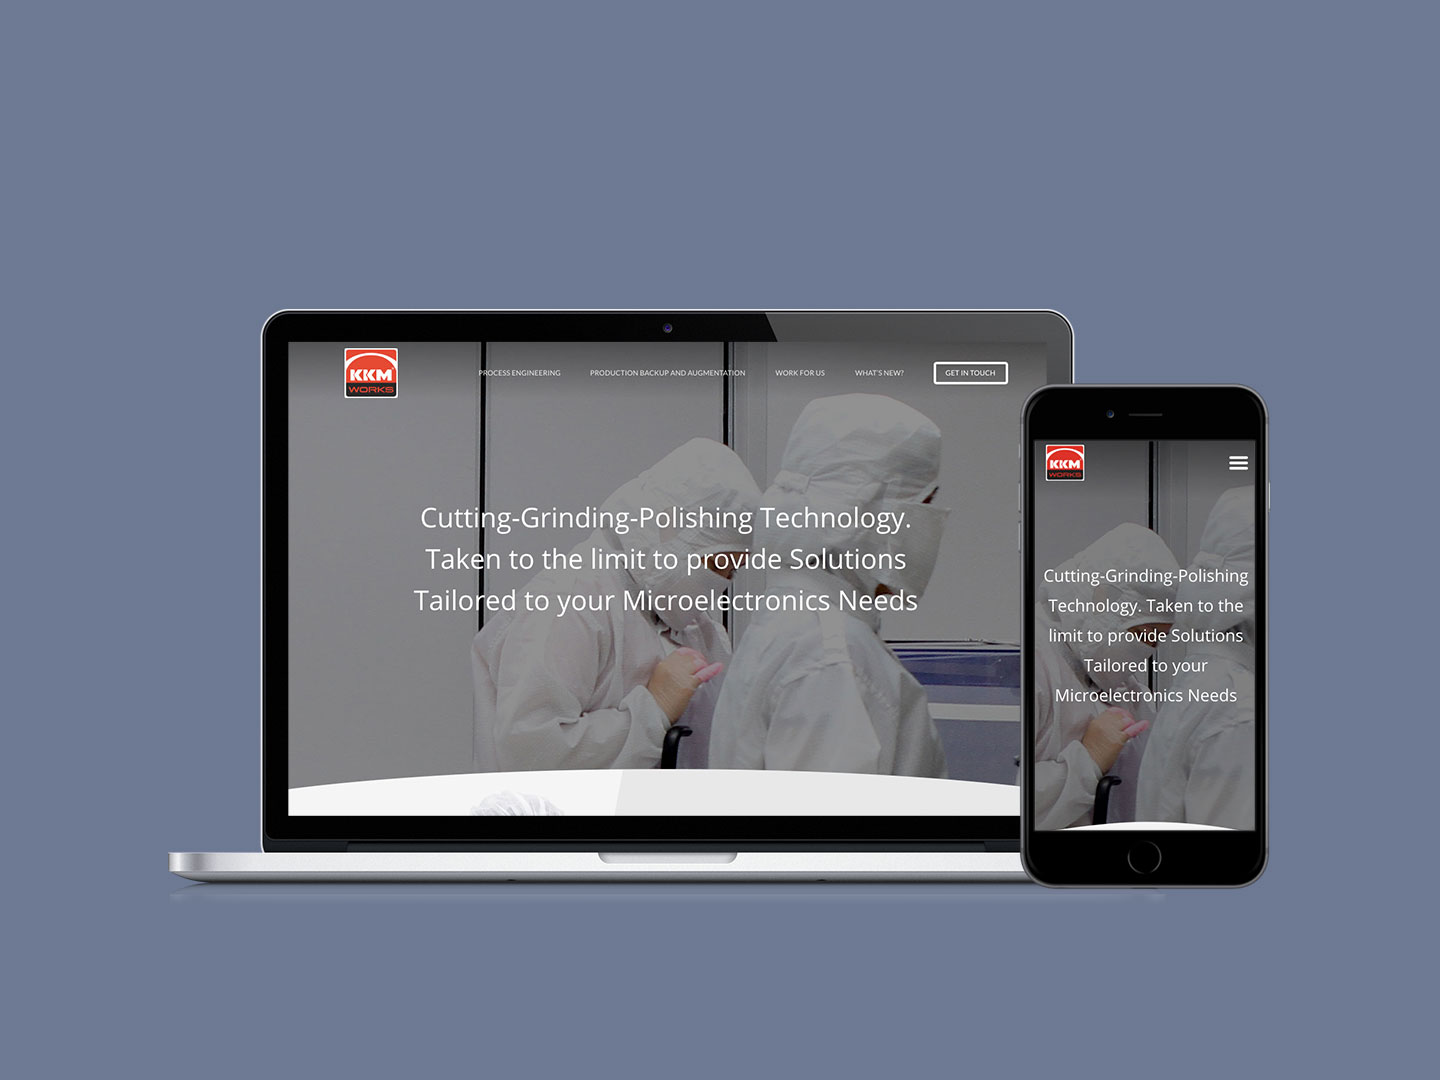 KKM
WORKS
PROCESS ENGINEERING
PRODUCTION BACKUP AND AUGMENTATION
WORK FOR US
WHAT'S NEW?
GET IN TOUCH
Cutting-Grinding-Polishing Technology.
Taken to the limit to provide Solutions
Tailored to your Microelectronics Needs
KKM
WORKS
Cutting-Grinding-Polishing
Technology. Taken to the
limit to provide Solutions
Tailored to your
Microelectronics Needs